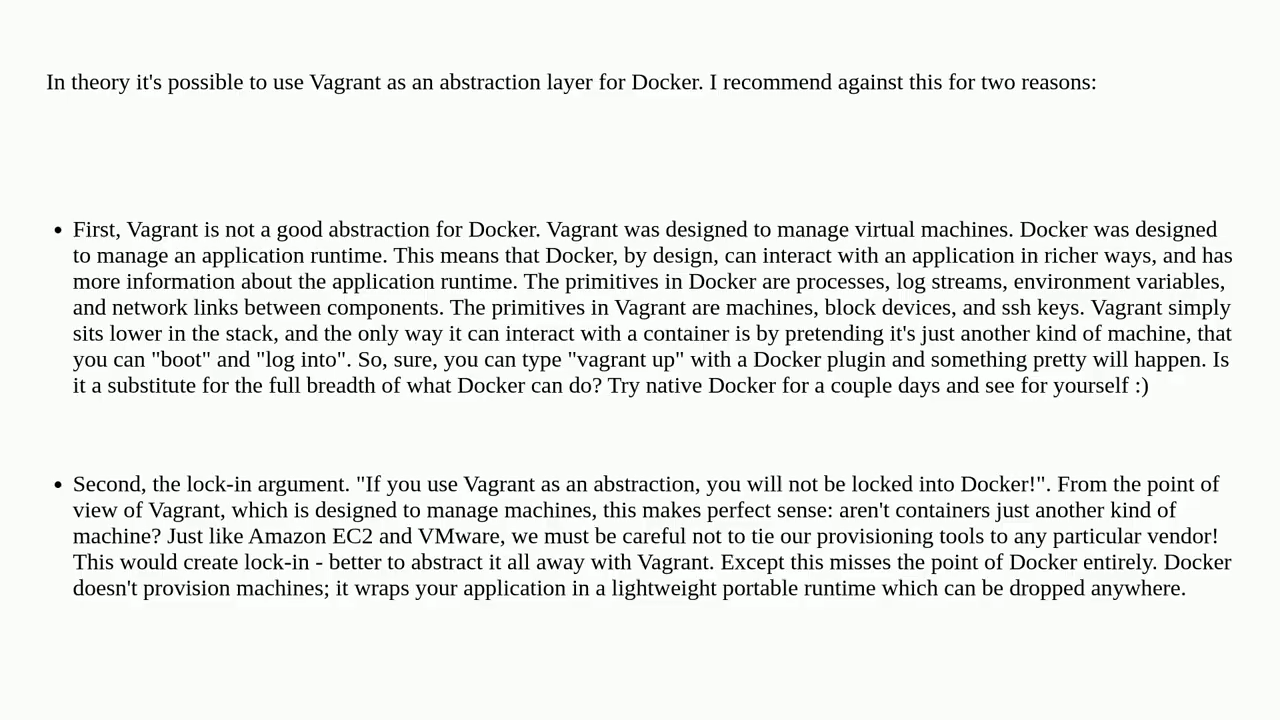 In theory it's possible to use Vagrant as an abstraction layer for Docker. I recommend against this for two reasons:
• First, Vagrant is not a good abstraction for Docker. Vagrant was designed to manage virtual machines. Docker was designed
to manage an application runtime. This means that Docker, by design, can interact with an application in richer ways, and has
more information about the application runtime. The primitives in Docker are processes, log streams, environment variables,
and network links between components. The primitives in Vagrant are machines, block devices, and ssh keys. Vagrant simply
sits lower in the stack, and the only way it can interact with a container is by pretending it's just another kind of machine, that
you can "boot" and "log into". So, sure, you can type "vagrant up" with a Docker plugin and something pretty will happen. Is
it a substitute for the full breadth of what Docker can do? Try native Docker for a couple days and see for yourself :)
• Second, the lock-in argument. "If you use Vagrant as an abstraction, you will not be locked into Docker!". From the point of
view of Vagrant, which is designed to manage machines, this makes perfect sense: aren't containers just another kind of
machine? Just like Amazon EC2 and VMware, we must be careful not to tie our provisioning tools to any particular vendor!
This would create lock-in - better to abstract it all away with Vagrant. Except this misses the point of Docker entirely. Docker
doesn't provision machines; it wraps your application in a lightweight portable runtime which can be dropped anywhere.